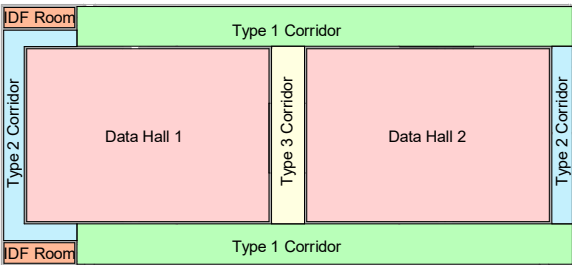 IDF Room
Type 1 Corridor
Type 2 Corridor
Data Hall 1
Type 3 Corridor
Data Hall 2
Type 2 Corridor
IDF Room
Type 1 Corridor